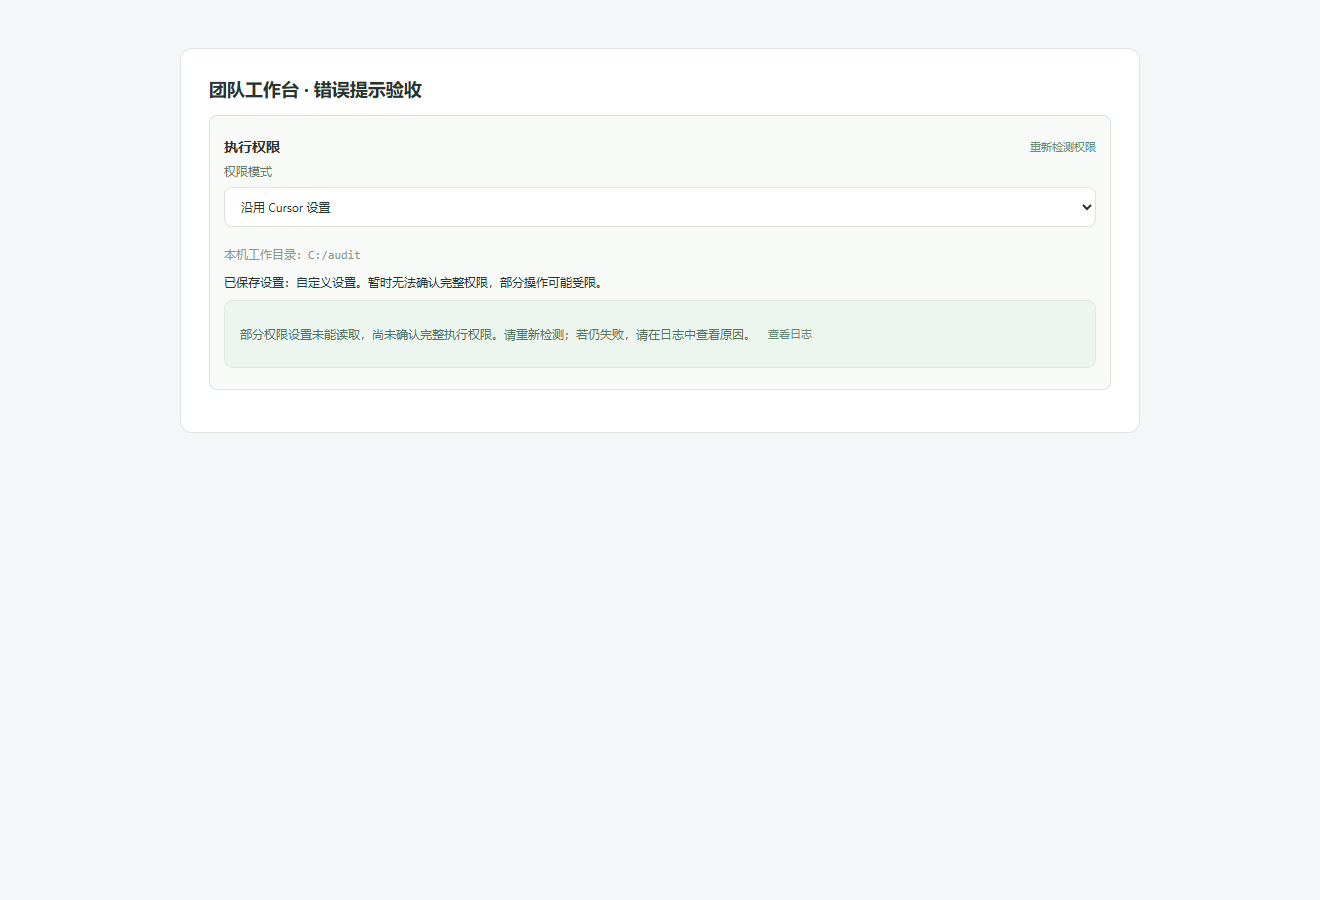 团队工作台 · 错误提示验收
执行权限
重新检测权限
权限模式
沿用 Cursor 设置
本机工作目录: C:/audit
已保存设置：自定义设置。暂时无法确认完整权限，部分操作可能受限。
部分权限设置未能读取，尚未确认完整执行权限。请重新检测；若仍失败，请在日志中查看原因。 查看日志